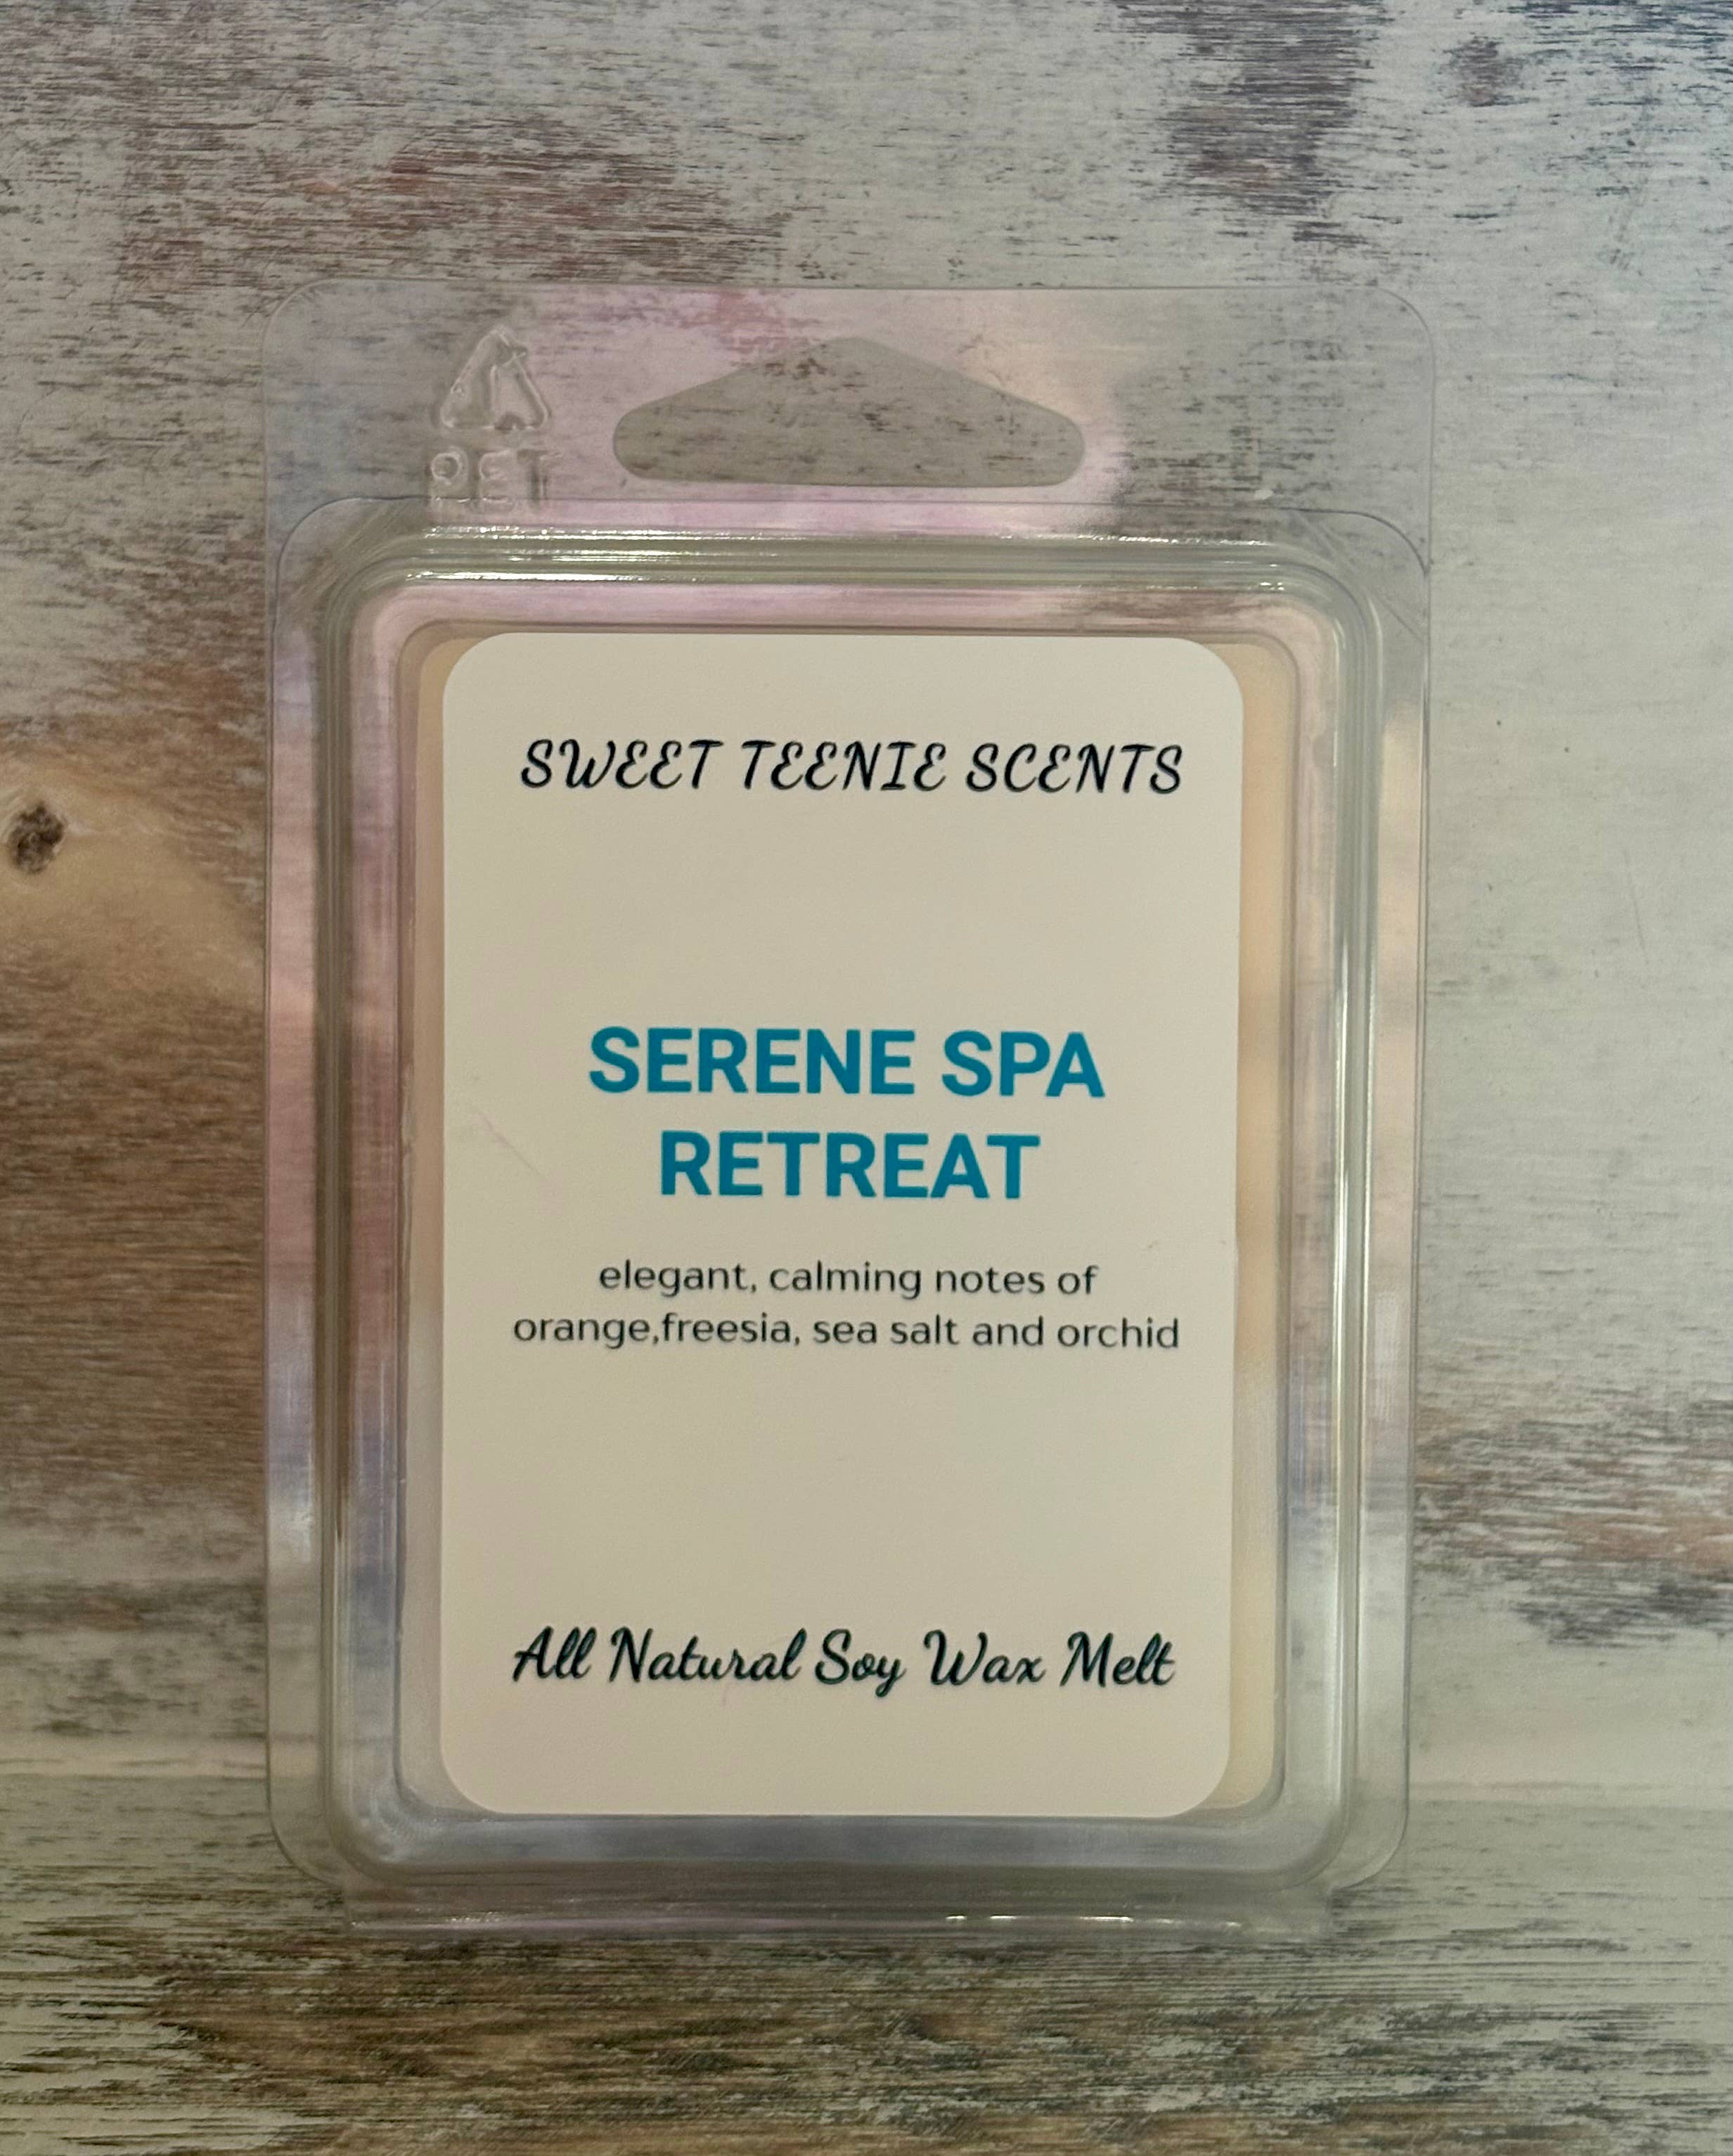 PET
SWEET TEENIE SCENTS
SERENE SPA
RETREAT
elegant, calming notes of
orange,freesia, sea salt and orchid
All Natural Soy Wax Melt